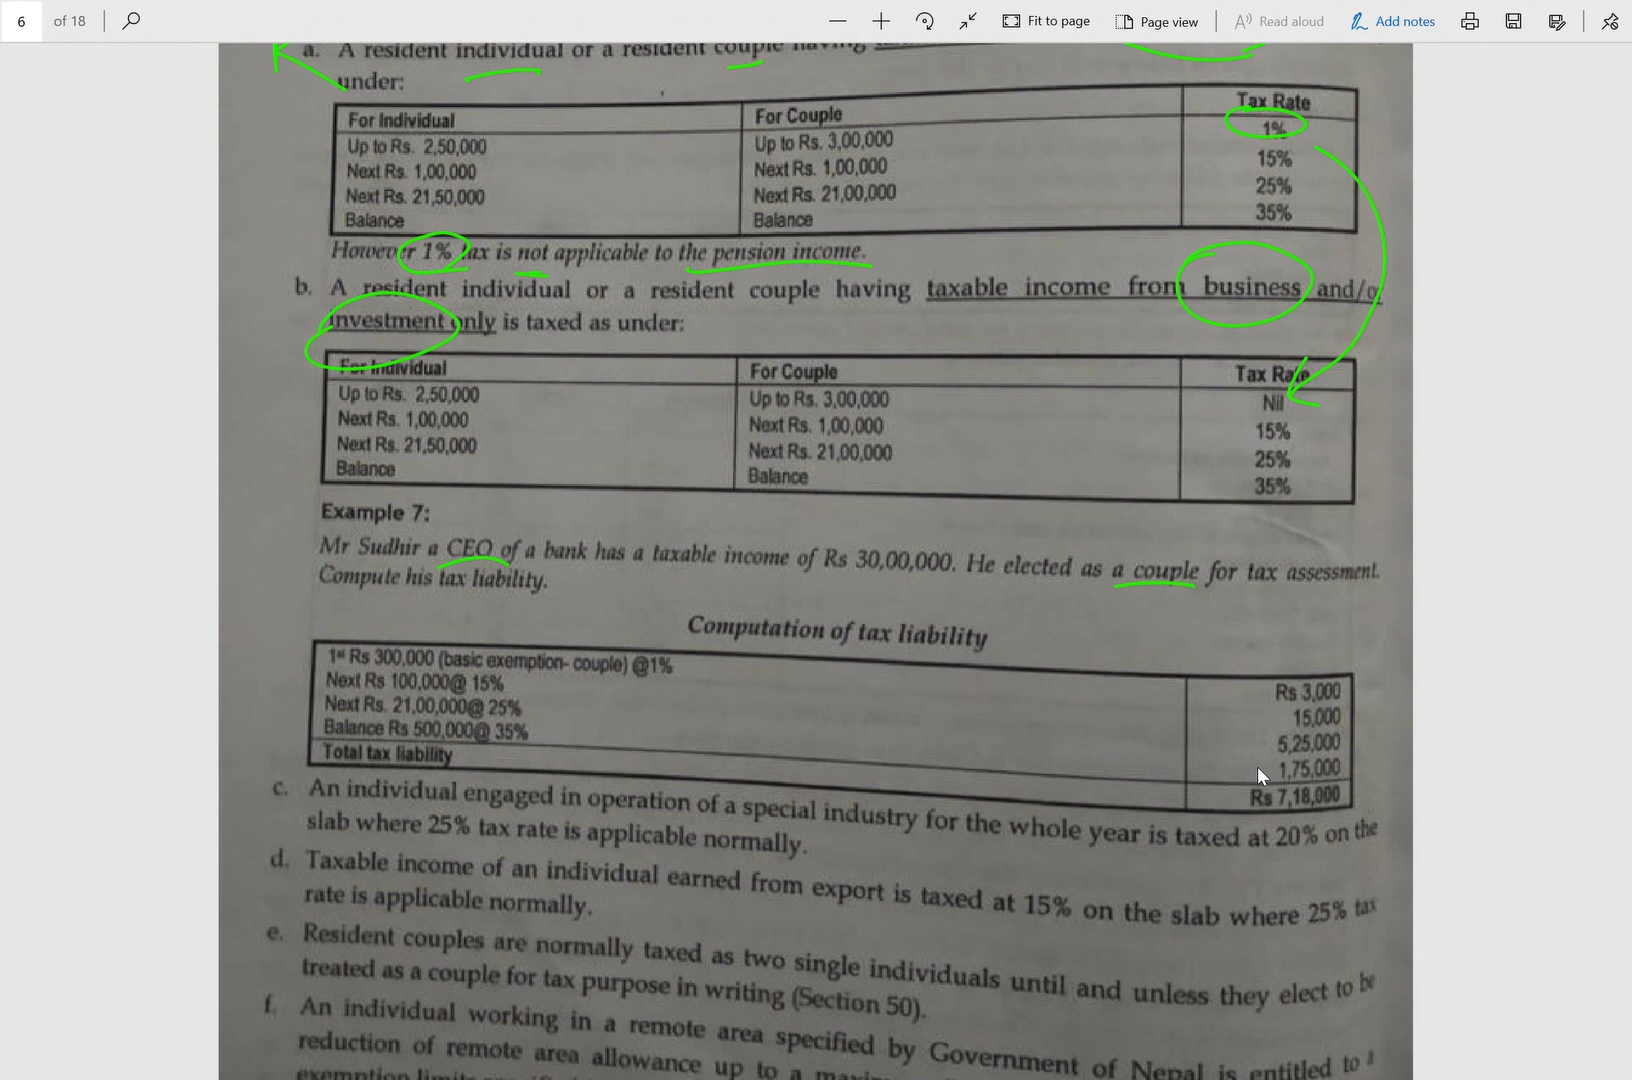 6 of 18
Fit to page
Page view
Read aloud
Add notes
a. A resident individual or a resident couple having
under:
For Individual For Couple Tax Rate
Up to Rs. 2,50,000 Up to Rs. 3,00,000 1%
Next Rs. 1,00,000 Next Rs. 1,00,000 15%
Next Rs. 21,50,000 Next Rs. 21,00,000 25%
Balance Balance 35%
However 1% tax is not applicable to the pension income.
b. A resident individual or a resident couple having taxable income from business and/or
investment only is taxed as under:
For Individual For Couple Tax Rate
Up to Rs. 2,50,000 Up to Rs. 3,00,000 Nil
Next Rs. 1,00,000 Next Rs. 1,00,000 15%
Next Rs. 21,50,000 Next Rs. 21,00,000 25%
Balance Balance 35%
Example 7:
Mr Sudhir a CEO of a bank has a taxable income of Rs 30,00,000. He elected as a couple for tax assessment.
Compute his tax liability.
Computation of tax liability
1st Rs 300,000 (basic exemption- couple) @1% Rs 3,000
Next Rs 100,000@ 15% 15,000
Next Rs. 21,00,000@ 25% 5,25,000
Balance Rs 500,000@ 35% 1,75,000
Total tax liability Rs 7,18,000
c. An individual engaged in operation of a special industry for the whole year is taxed at 20% on the
slab where 25% tax rate is applicable normally.
d. Taxable income of an individual earned from export is taxed at 15% on the slab where 25% tax
rate is applicable normally.
e. Resident couples are normally taxed as two single individuals until and unless they elect to be
treated as a couple for tax purpose in writing (Section 50).
f. An individual working in a remote area specified by Government of Nepal is entitled to a
reduction of remote area allowance up to a
exemption